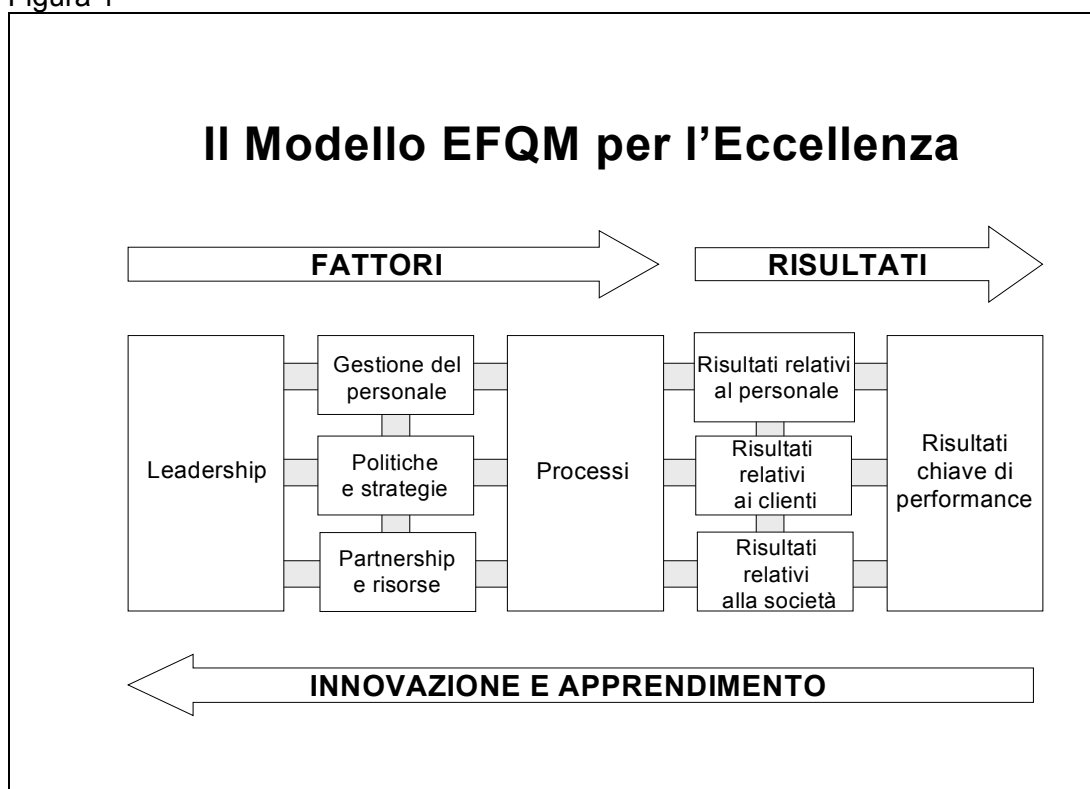 Figura 1
Il Modello EFQM per l'Eccellenza
FATTORI
RISULTATI
Leadership
Gestione del
personale
Politiche
e strategie
Partnership
e risorse
Processi
Risultati relativi
al personale
Risultati
relativi
ai clienti
Risultati
relativi
alla società
Risultati
chiave di
performance
INNOVAZIONE E APPRENDIMENTO